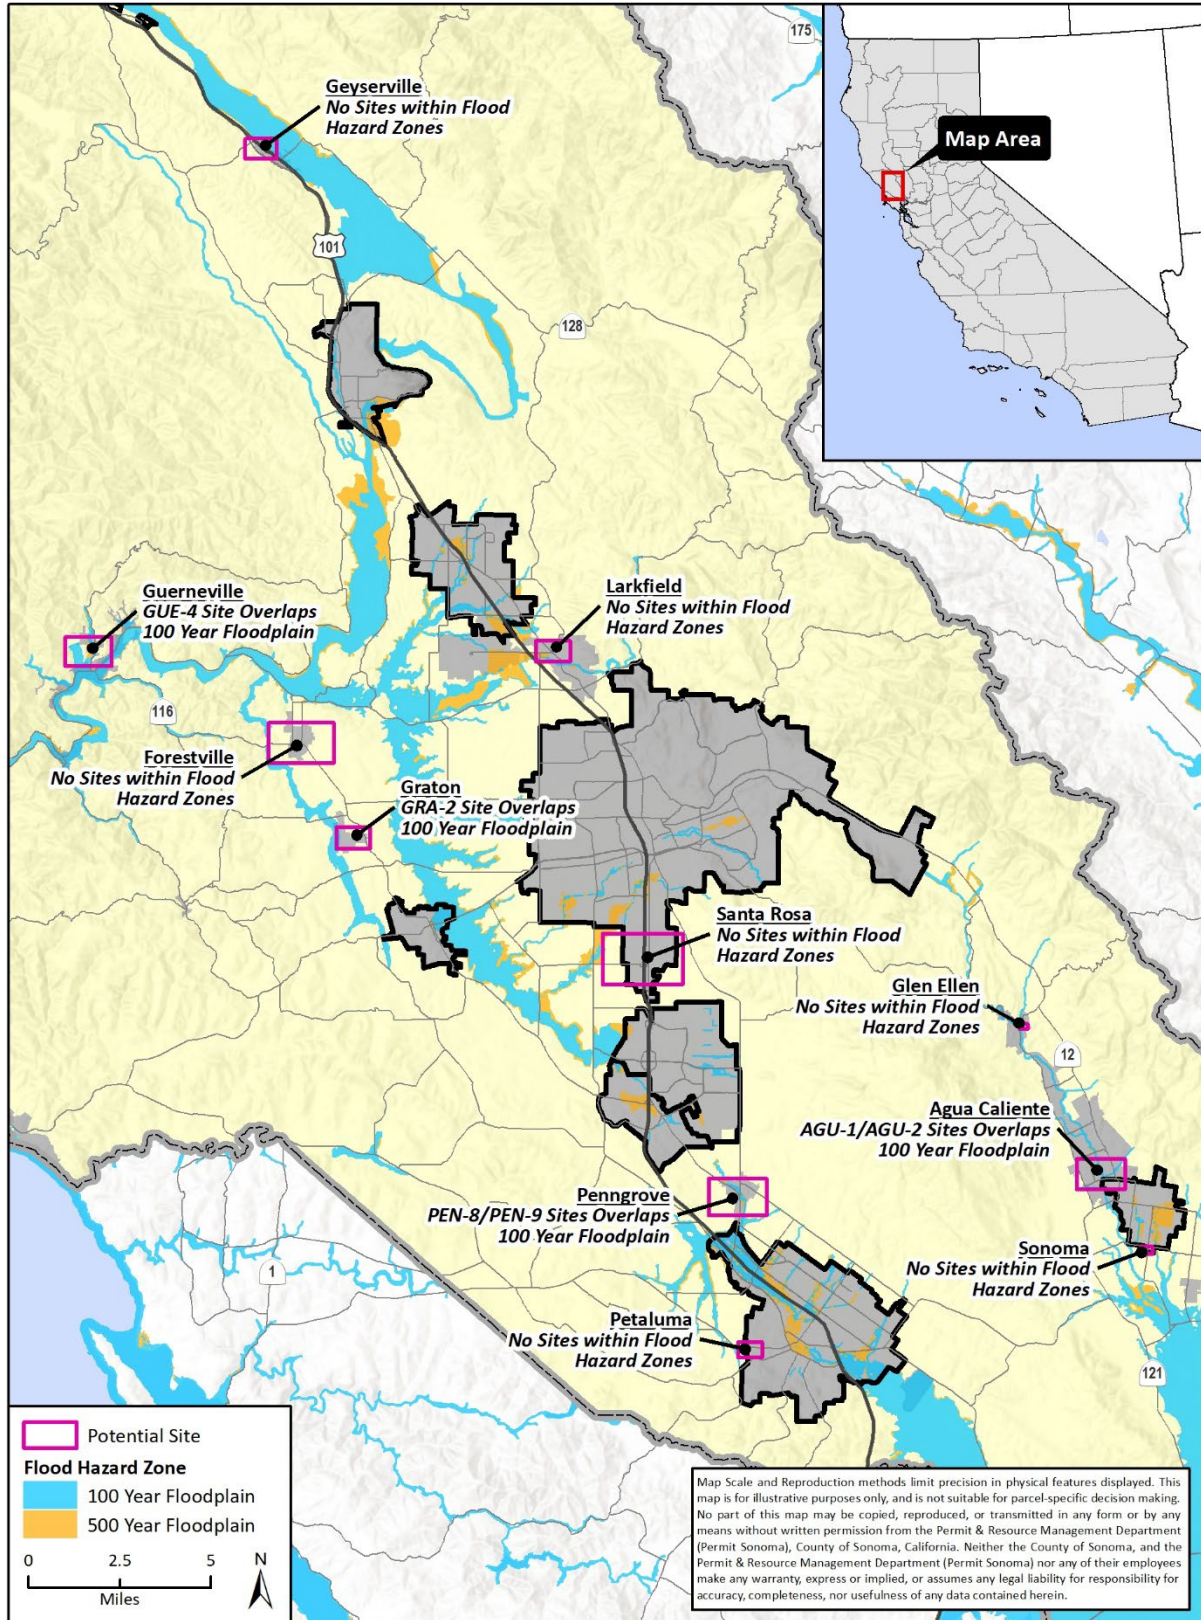 175
Geyserville
No Sites within Flood
Hazard Zones
Map Area
101
128
Guerneville
GUE-4 Site Overlaps
100 Year Floodplain
Larkfield
No Sites within Flood
Hazard Zones
116
Forestville
No Sites within Flood
Hazard Zones
Graton
GRA-2 Site Overlaps
100 Year Floodplain
Santa Rosa
No Sites within Flood
Hazard Zones
Glen Ellen
No Sites within Flood
Hazard Zones
12
Agua Caliente
AGU-1/AGU-2 Sites Overlaps
100 Year Floodplain
Penngrove
PEN-8/PEN-9 Sites Overlaps
100 Year Floodplain
Sonoma
No Sites within Flood
Hazard Zones
1
Petaluma
No Sites within Flood
Hazard Zones
121
Potential Site
Flood Hazard Zone
100 Year Floodplain
500 Year Floodplain
0 2.5 5
Miles
N
Map Scale and Reproduction methods limit precision in physical features displayed. This
map is for illustrative purposes only, and is not suitable for parcel-specific decision making.
No part of this map may be copied, reproduced, or transmitted in any form or by any
means without written permission from the Permit & Resource Management Department
(Permit Sonoma), County of Sonoma, California. Neither the County of Sonoma, and the
Permit & Resource Management Department (Permit Sonoma) nor any of their employees
make any warranty, express or implied, or assumes any legal liability for responsibility for
accuracy, completeness, nor usefulness of any data contained herein.